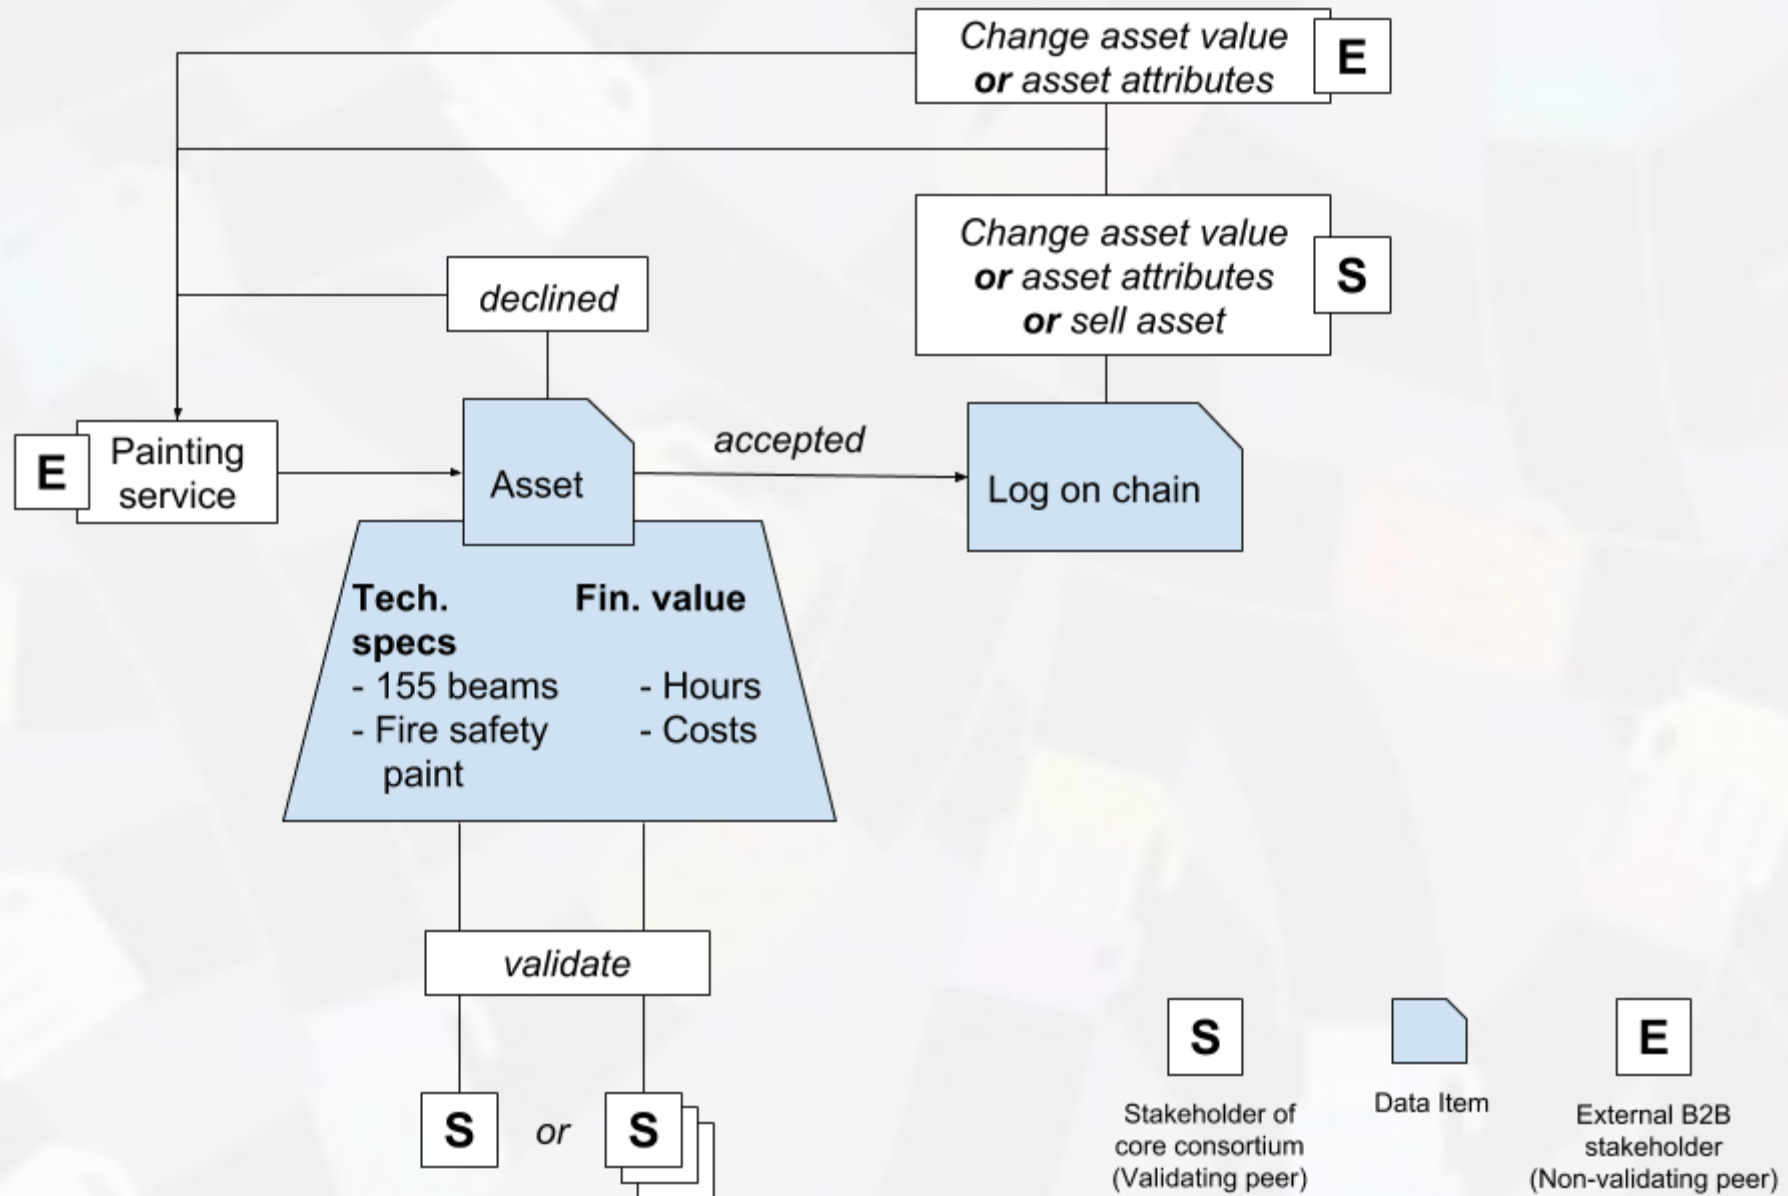 Change asset value
or asset attributes
E
Change asset value
or asset attributes
or sell asset
S
declined
E
Painting
service
Asset
accepted
Log on chain
Tech.
specs
- 155 beams
- Fire safety
paint
Fin. value
- Hours
- Costs
validate
S
or
S
S
Stakeholder of
core consortium
(Validating peer)
Data Item
E
External B2B
stakeholder
(Non-validating peer)